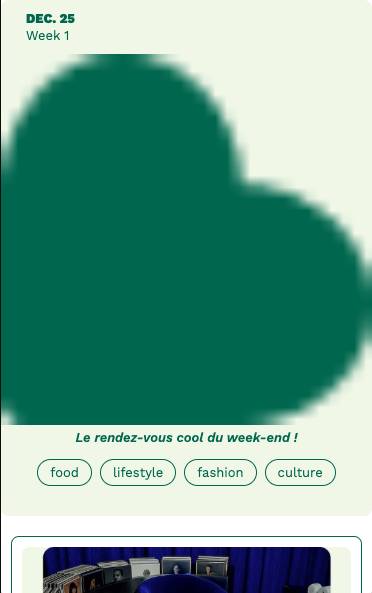 DEC. 25
Week 1
Le rendez-vous cool du week-end !
food
lifestyle
fashion
culture